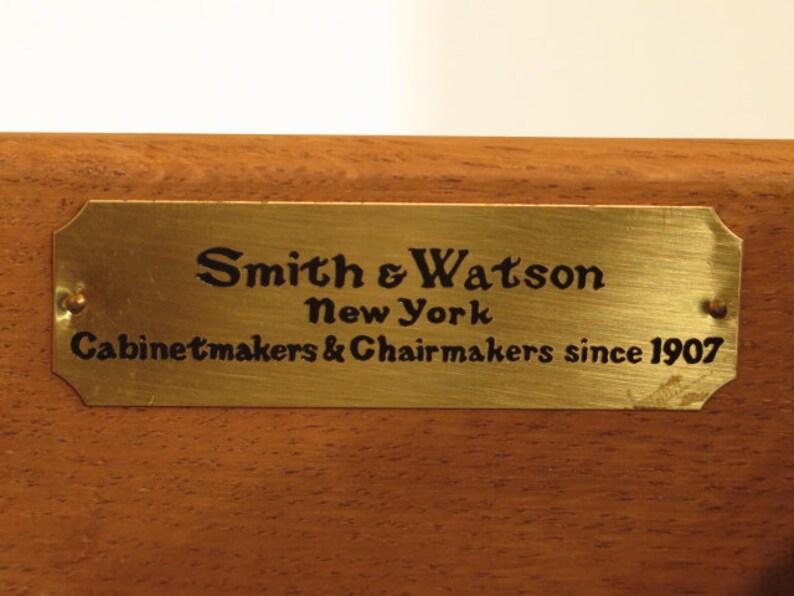 Smith & Watson
New York
Cabinetmakers & Chairmakers since 1907